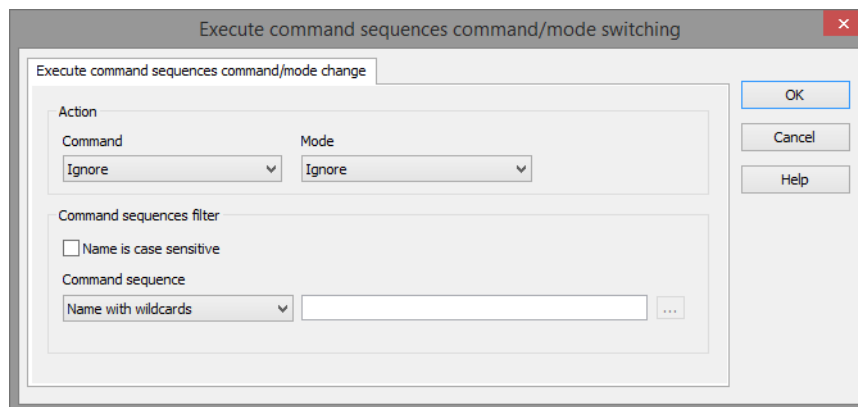 Execute command sequences command/mode switching
Execute command sequences command/mode change
OK
Action
Command Mode
Cancel
Ignore Ignore
Help
Command sequences filter
Name is case sensitive
Command sequence
Name with wildcards ...